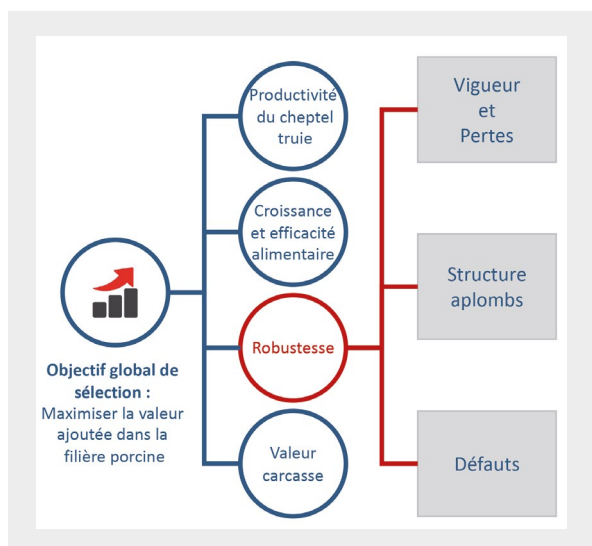 Objectif global de
sélection :
Maximiser la valeur
ajoutée dans la
filière porcine
Productivité
du cheptel
truie
Croissance
et efficacité
alimentaire
Robustesse
Valeur
carcasse
Vigueur
et
Pertes
Structure
aplombs
Défauts